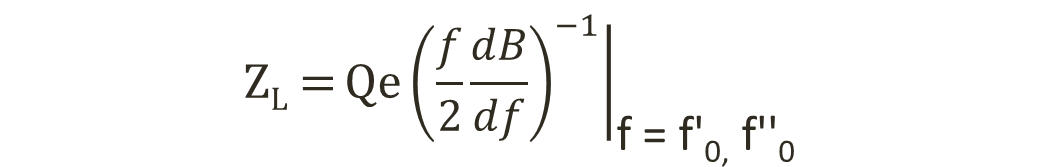 Z_L = Qe (f/2 dB/df)^−1 |f = f'_0, f''_0